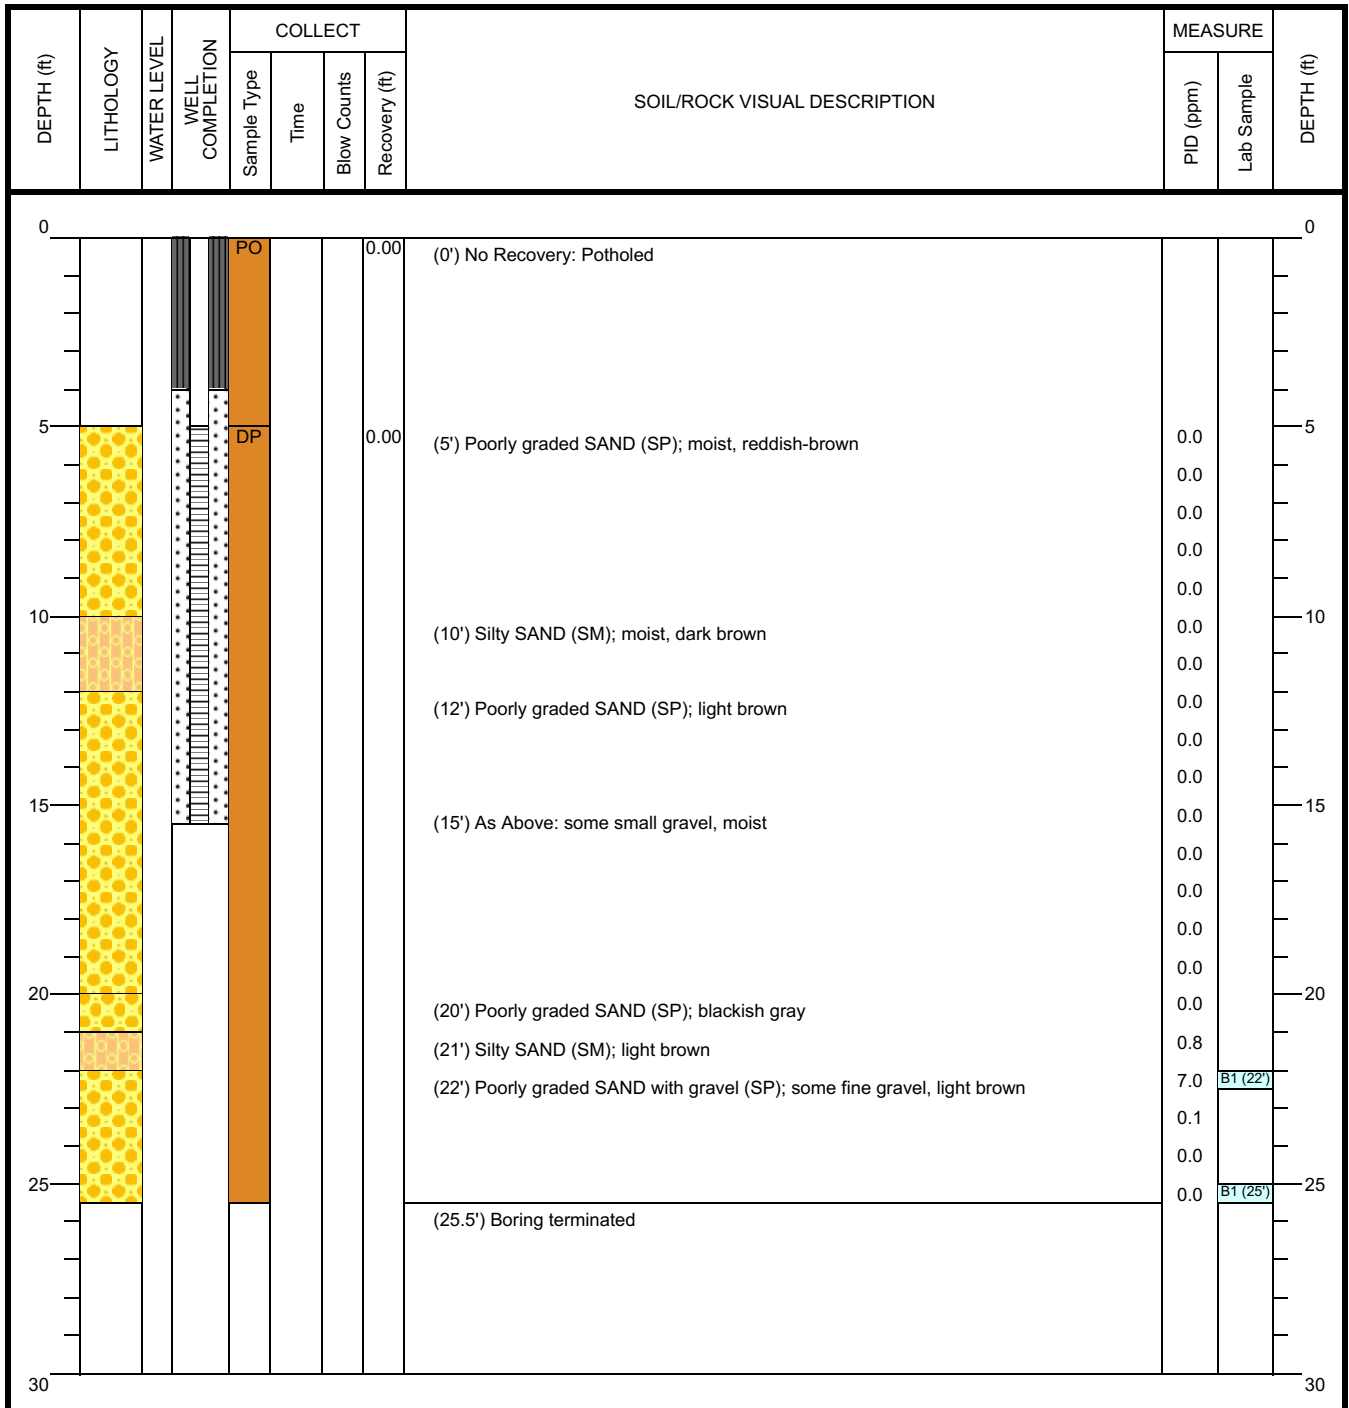 COLLECT
MEASURE
DEPTH (ft)
LITHOLOGY
WATER LEVEL
WELL
COMPLETION
Sample Type
Time
Blow Counts
Recovery (ft)
SOIL/ROCK VISUAL DESCRIPTION
PID (ppm)
Lab Sample
DEPTH (ft)
0 0
PO 0.00 (0') No Recovery: Potholed
5 5
DP 0.00 (5') Poorly graded SAND (SP); moist, reddish-brown 0.0
0.0
0.0
0.0
0.0
10 10
(10') Silty SAND (SM); moist, dark brown 0.0
0.0
(12') Poorly graded SAND (SP); light brown 0.0
0.0
0.0
15 15
(15') As Above: some small gravel, moist 0.0
0.0
0.0
0.0
0.0
20 20
(20') Poorly graded SAND (SP); blackish gray 0.0
(21') Silty SAND (SM); light brown 0.8
(22') Poorly graded SAND with gravel (SP); some fine gravel, light brown 7.0 B1 (22')
0.1
0.0
25 25
0.0 B1 (25')
(25.5') Boring terminated
30 30